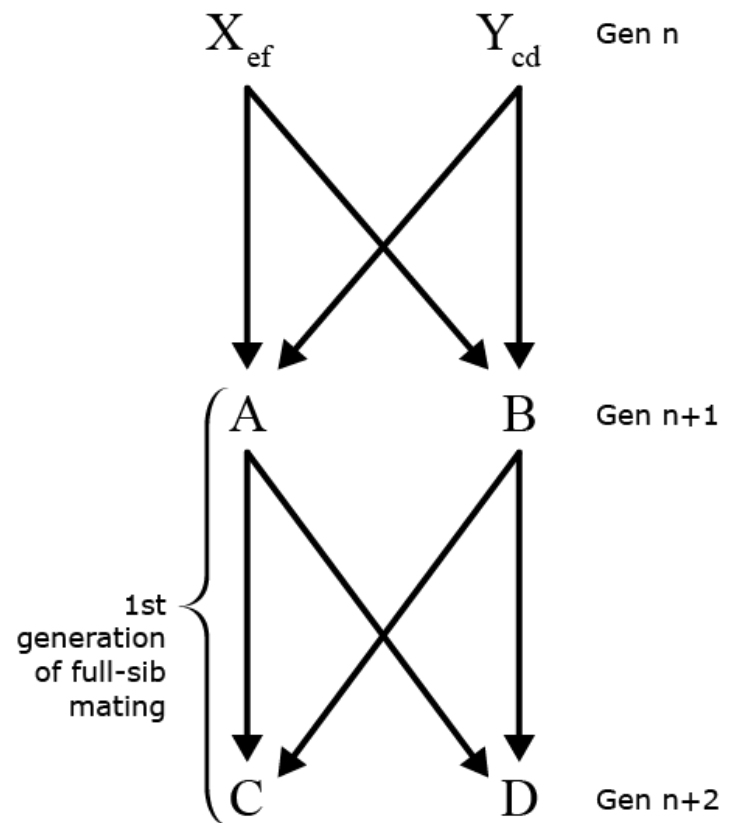 X_ef Y_cd Gen n
A B Gen n+1
1st
generation
of full-sib
mating
C D Gen n+2